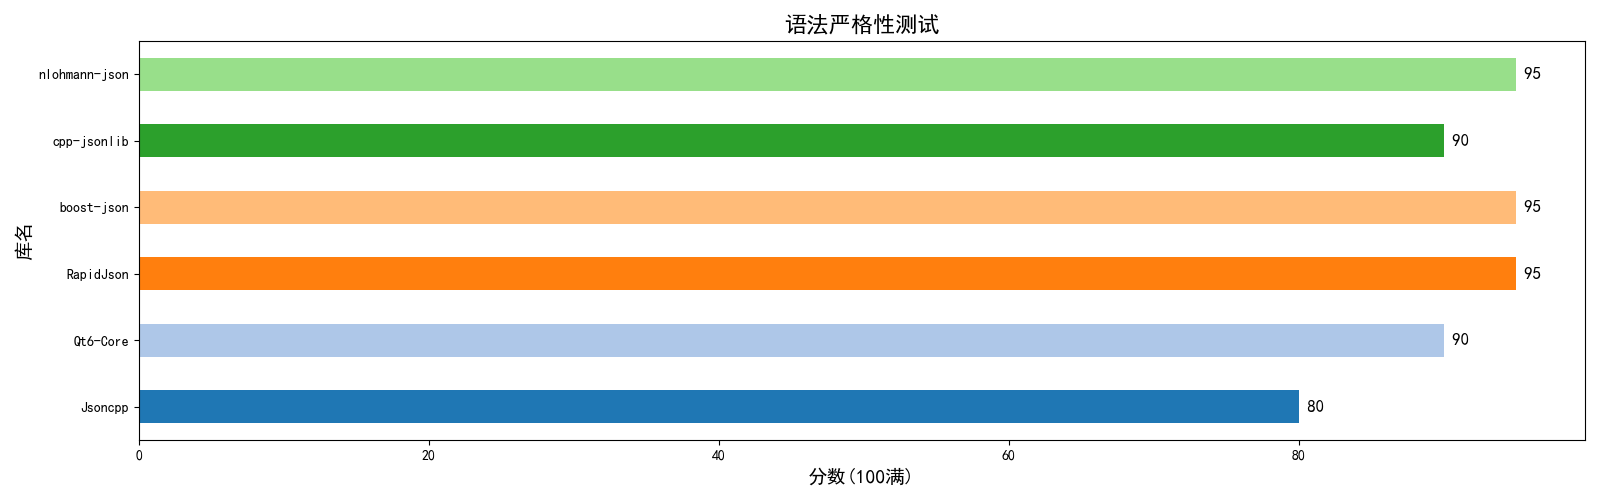 语法严格性测试
库名
nlohmann-json 95
cpp-jsonlib 90
boost-json 95
RapidJson 95
Qt6-Core 90
Jsoncpp 80
0 20 40 60 80
分数(100满)